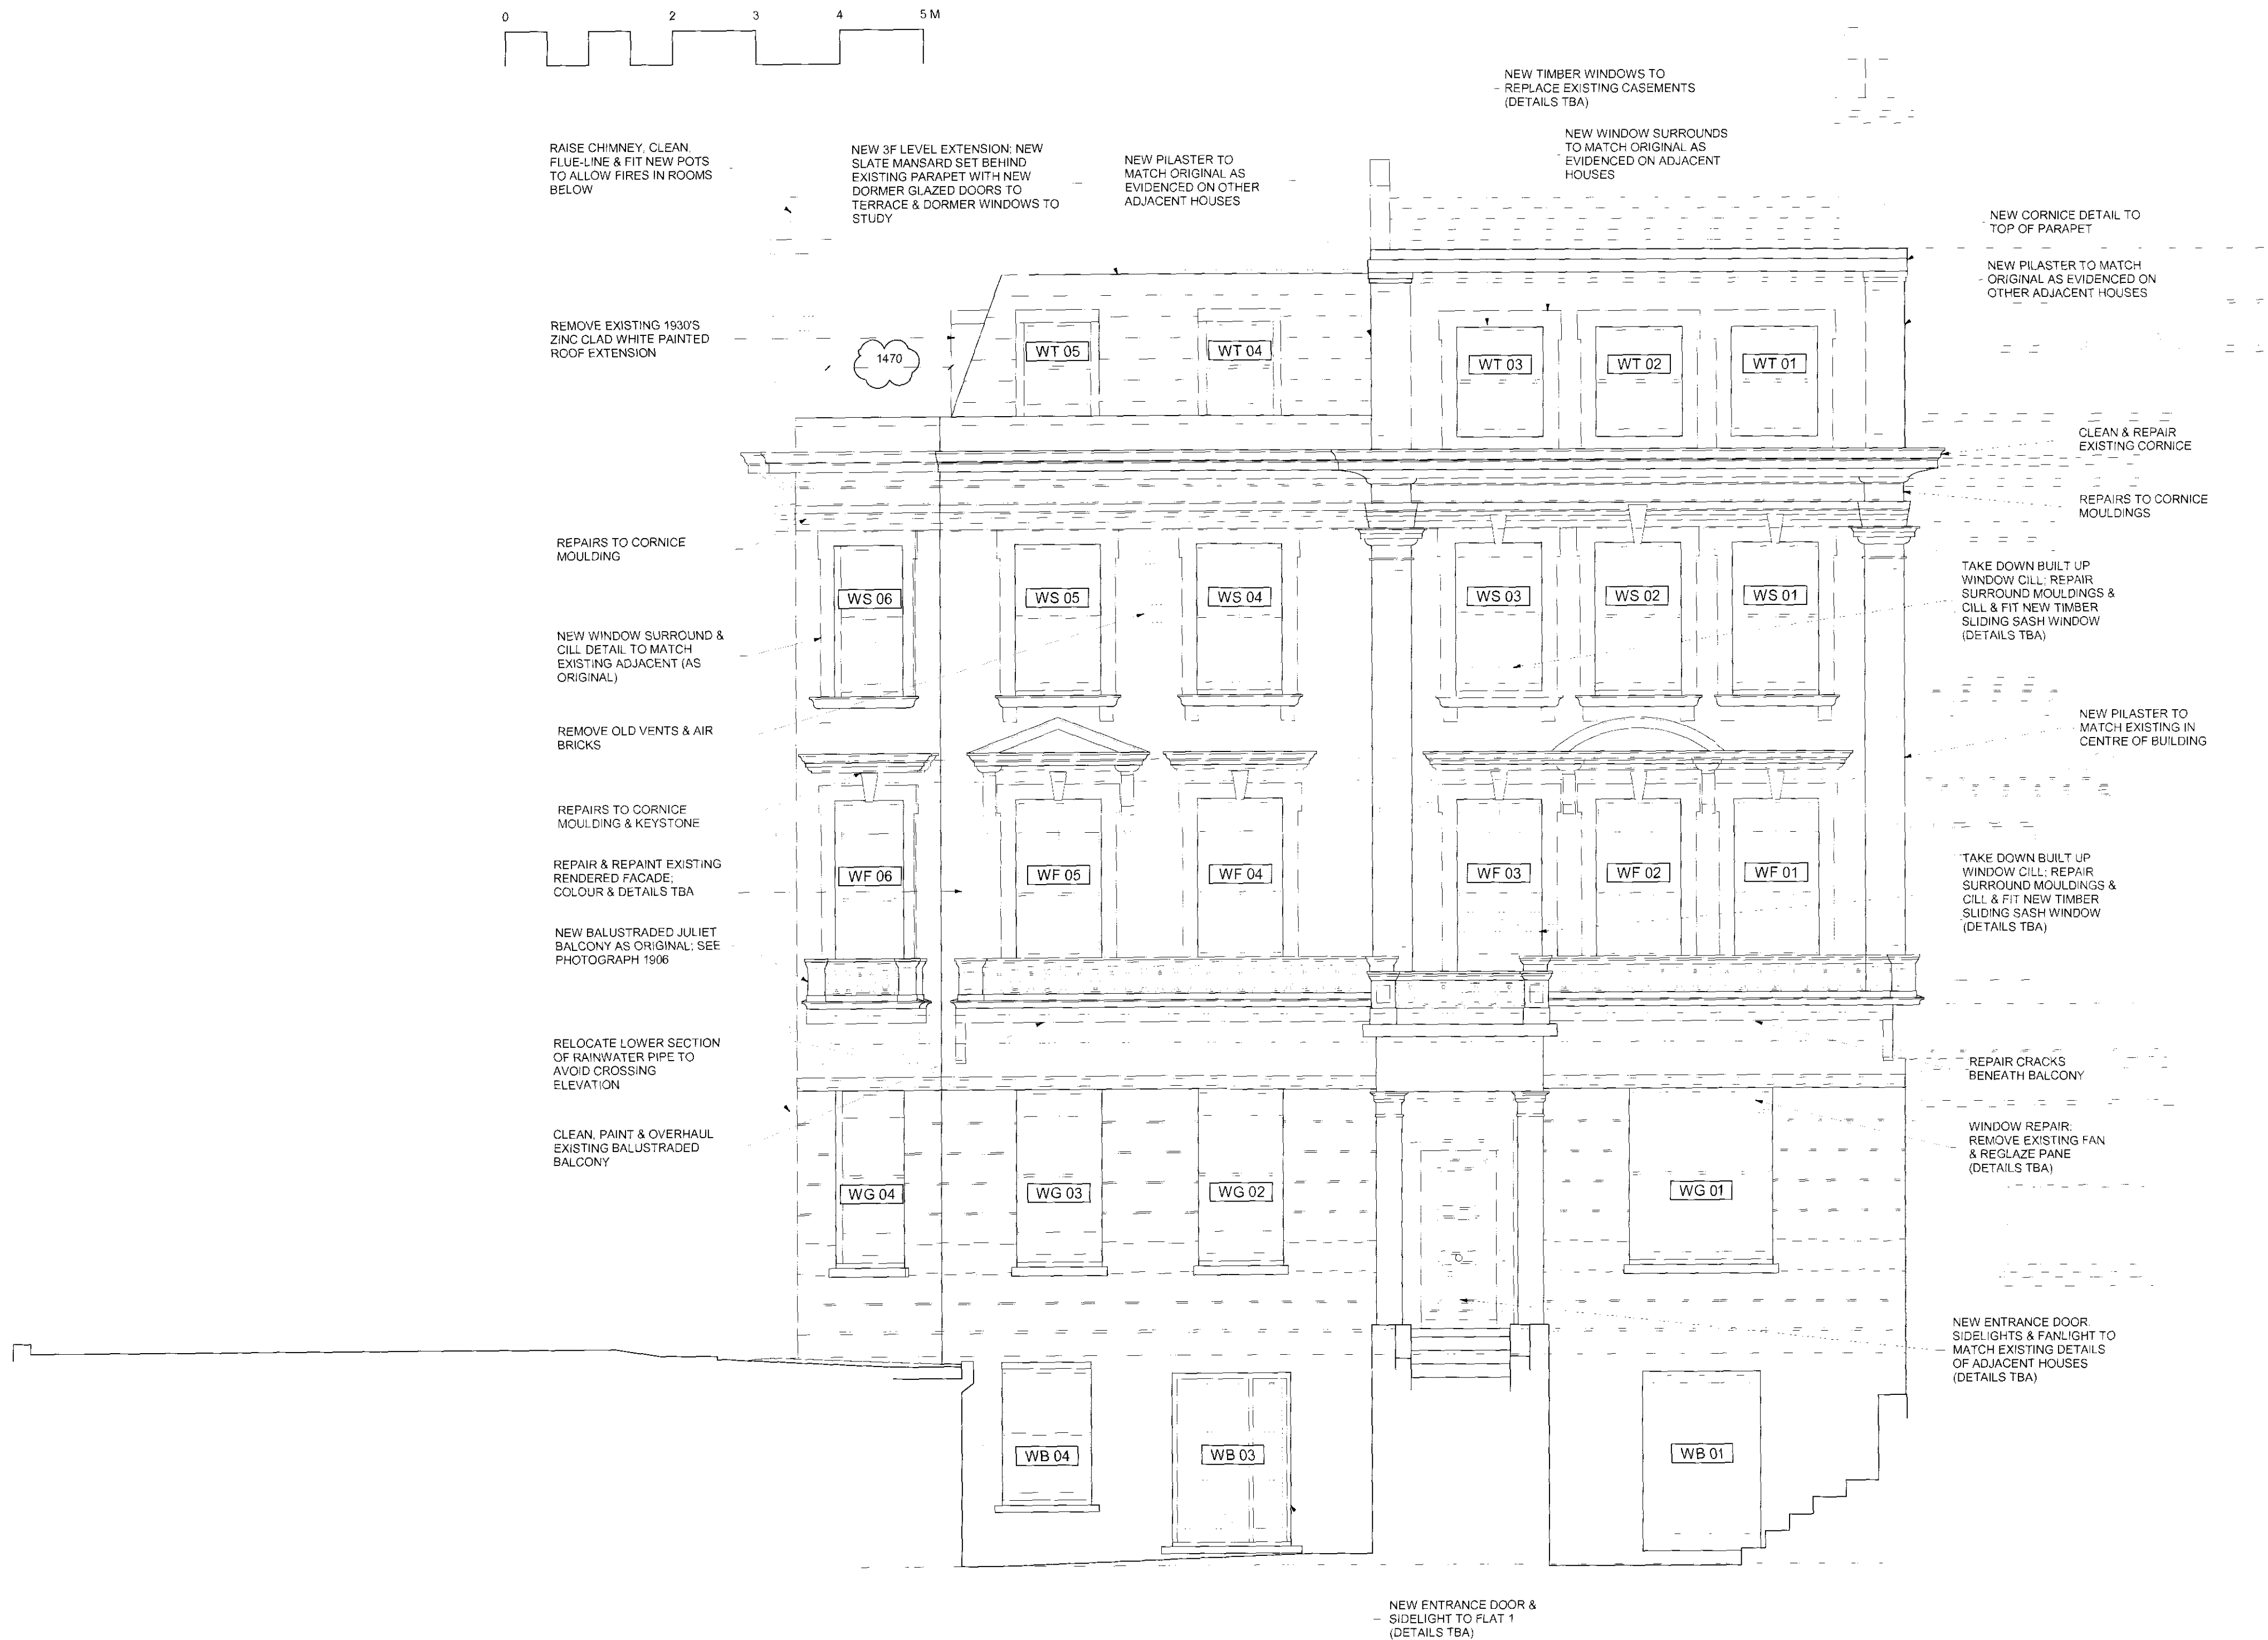 0 2 3 4 5 M
NEW TIMBER WINDOWS TO
REPLACE EXISTING CASEMENTS
(DETAILS TBA)
NEW WINDOW SURROUNDS
TO MATCH ORIGINAL AS
EVIDENCED ON ADJACENT
HOUSES
RAISE CHIMNEY, CLEAN,
FLUE-LINE & FIT NEW POTS
TO ALLOW FIRES IN ROOMS
BELOW
NEW 3F LEVEL EXTENSION; NEW
SLATE MANSARD SET BEHIND
EXISTING PARAPET WITH NEW
DORMER GLAZED DOORS TO
TERRACE & DORMER WINDOWS TO
STUDY
NEW PILASTER TO
MATCH ORIGINAL AS
EVIDENCED ON OTHER
ADJACENT HOUSES
NEW CORNICE DETAIL TO
TOP OF PARAPET
NEW PILASTER TO MATCH
ORIGINAL AS EVIDENCED ON
OTHER ADJACENT HOUSES
REMOVE EXISTING 1930'S
ZINC CLAD WHITE PAINTED
ROOF EXTENSION
1470
WT 05
WT 04
WT 03
WT 02
WT 01
CLEAN & REPAIR
EXISTING CORNICE
REPAIRS TO CORNICE
MOULDINGS
REPAIRS TO CORNICE
MOULDING
TAKE DOWN BUILT UP
WINDOW CILL; REPAIR
SURROUND MOULDINGS &
CILL & FIT NEW TIMBER
SLIDING SASH WINDOW
(DETAILS TBA)
WS 06
WS 05
WS 04
WS 03
WS 02
WS 01
NEW WINDOW SURROUND &
CILL DETAIL TO MATCH
EXISTING ADJACENT (AS
ORIGINAL)
REMOVE OLD VENTS & AIR
BRICKS
NEW PILASTER TO
MATCH EXISTING IN
CENTRE OF BUILDING
REPAIRS TO CORNICE
MOULDING & KEYSTONE
REPAIR & REPAINT EXISTING
RENDERED FACADE;
COLOUR & DETAILS TBA
WF 06
WF 05
WF 04
WF 03
WF 02
WF 01
TAKE DOWN BUILT UP
WINDOW CILL; REPAIR
SURROUND MOULDINGS &
CILL & FIT NEW TIMBER
SLIDING SASH WINDOW
(DETAILS TBA)
NEW BALUSTRADED JULIET
BALCONY AS ORIGINAL; SEE
PHOTOGRAPH 1906
RELOCATE LOWER SECTION
OF RAINWATER PIPE TO
AVOID CROSSING
ELEVATION
REPAIR CRACKS
BENEATH BALCONY
CLEAN, PAINT & OVERHAUL
EXISTING BALUSTRADED
BALCONY
WINDOW REPAIR:
REMOVE EXISTING FAN
& REGLAZE PANE
(DETAILS TBA)
WG 04
WG 03
WG 02
WG 01
NEW ENTRANCE DOOR.
SIDELIGHTS & FANLIGHT TO
MATCH EXISTING DETAILS
OF ADJACENT HOUSES
(DETAILS TBA)
WB 04
WB 03
WB 01
NEW ENTRANCE DOOR &
SIDELIGHT TO FLAT 1
(DETAILS TBA)